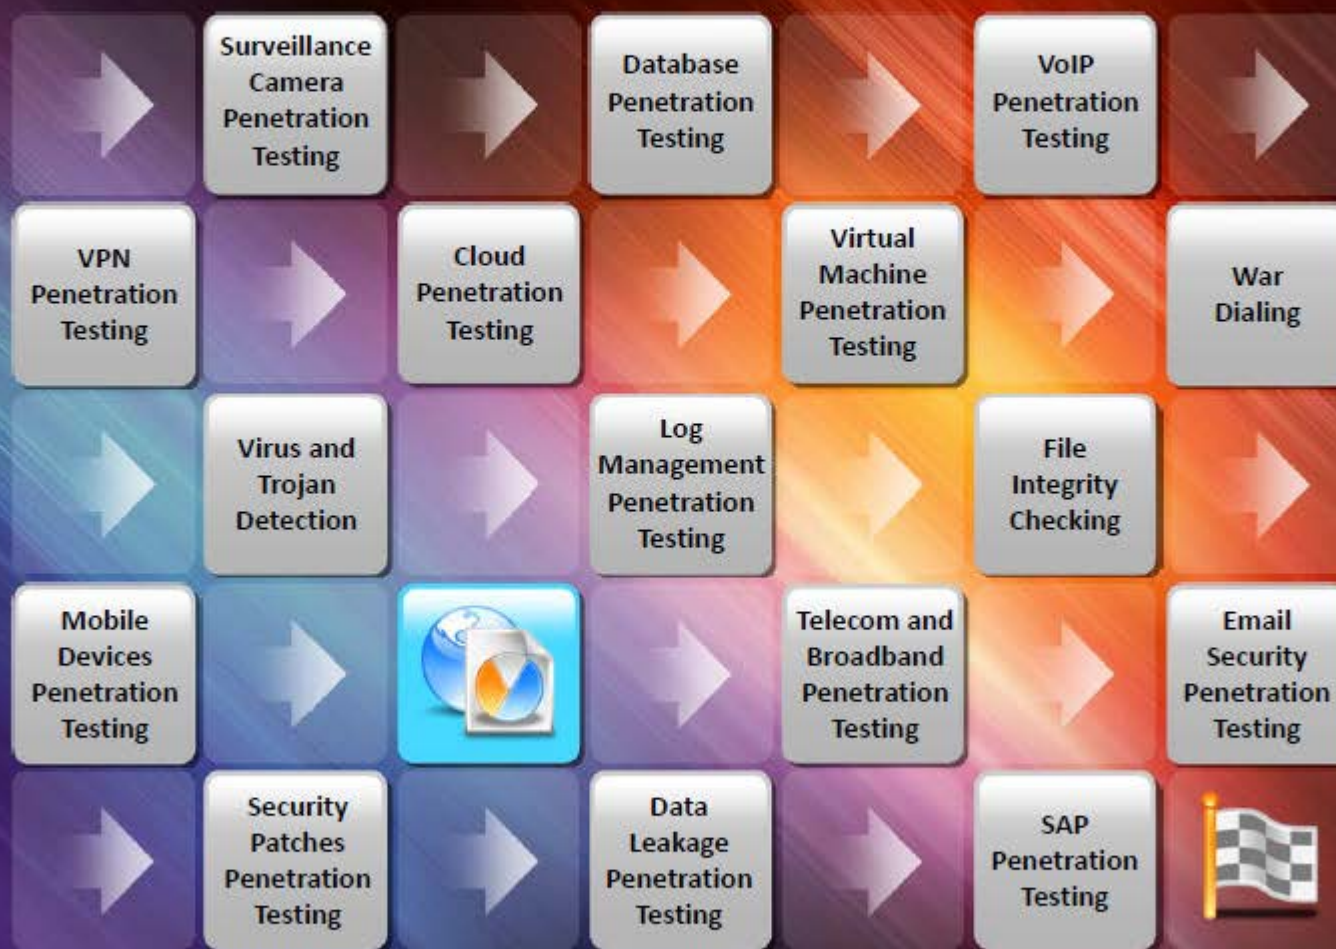 Surveillance
Camera
Penetration
Testing
Database
Penetration
Testing
VoIP
Penetration
Testing
VPN
Penetration
Testing
Cloud
Penetration
Testing
Virtual
Machine
Penetration
Testing
War
Dialing
Virus and
Trojan
Detection
Log
Management
Penetration
Testing
File
Integrity
Checking
Mobile
Devices
Penetration
Testing
Telecom and
Broadband
Penetration
Testing
Email
Security
Penetration
Testing
Security
Patches
Penetration
Testing
Data
Leakage
Penetration
Testing
SAP
Penetration
Testing